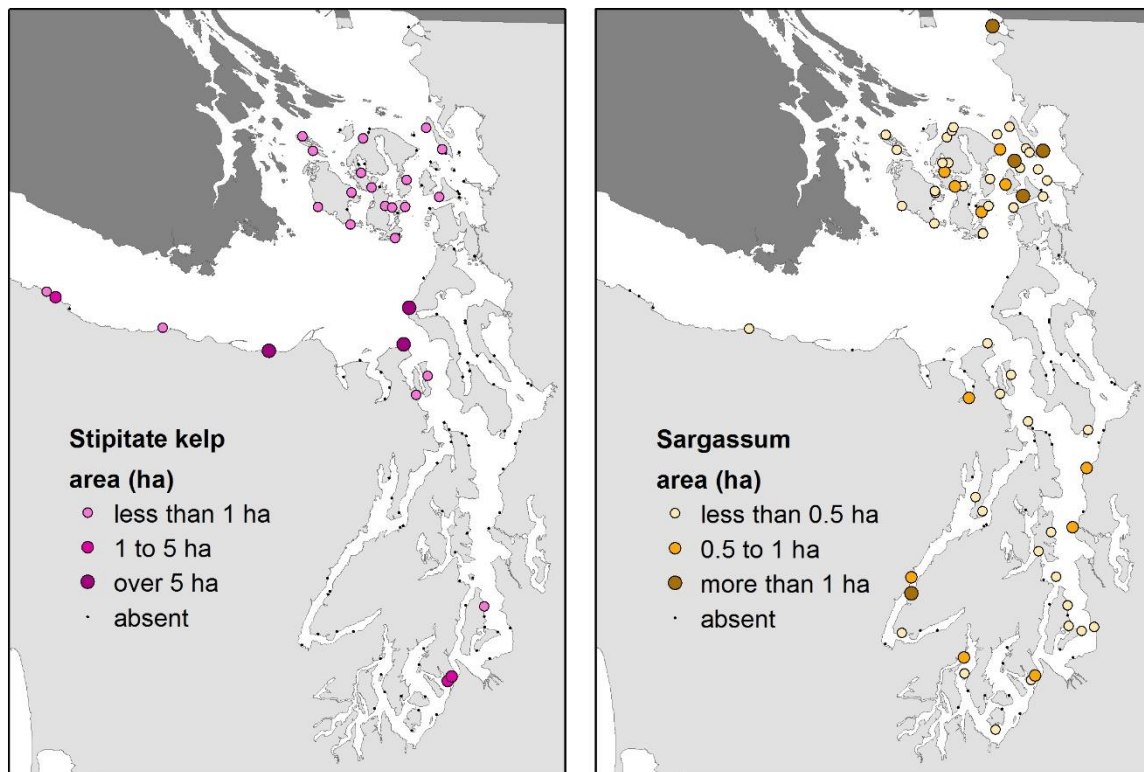 Stipitate kelp
area (ha)
less than 1 ha
1 to 5 ha
over 5 ha
absent
Sargassum
area (ha)
less than 0.5 ha
0.5 to 1 ha
more than 1 ha
absent